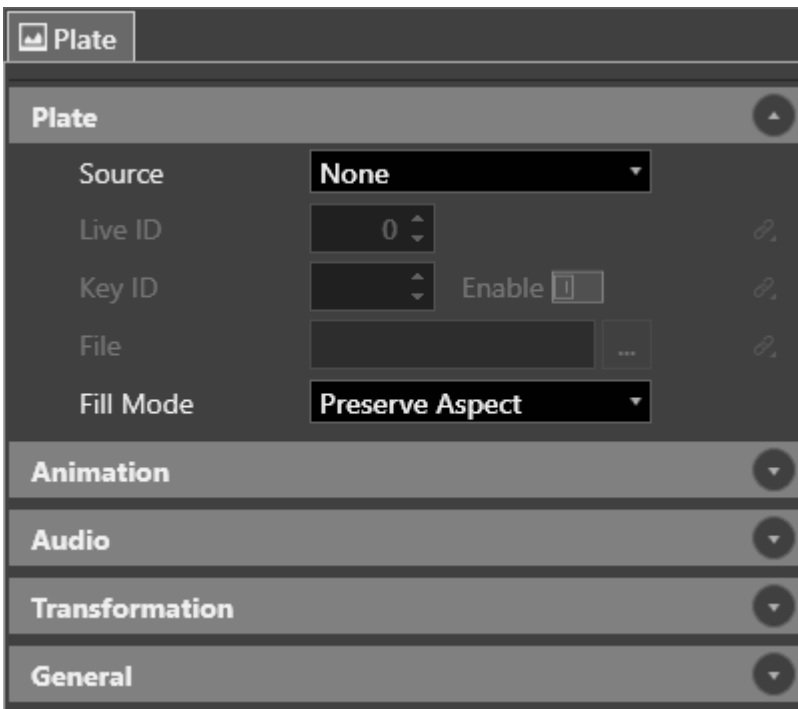 Plate
Plate
Source None
Live ID 0
Key ID Enable
File ...
Fill Mode Preserve Aspect
Animation
Audio
Transformation
General